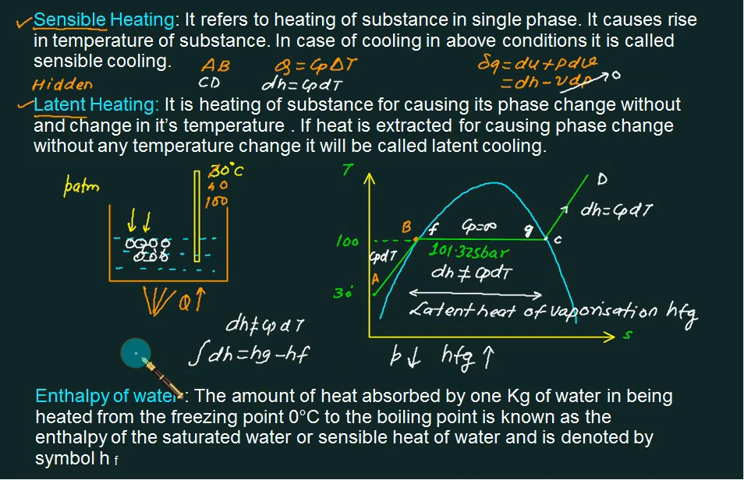 Sensible Heating: It refers to heating of substance in single phase. It causes rise
in temperature of substance. In case of cooling in above conditions it is called
sensible cooling.
AB Q = CpΔT δq = du + pdv
Hidden CD dh = CpdT = dh - vdp 0
Latent Heating: It is heating of substance for causing its phase change without
and change in it's temperature . If heat is extracted for causing phase change
without any temperature change it will be called latent cooling.
patm
30°C
40
100
Q↑
T
D
dh = CpdT
B f Cp=∞ g C
100
101.325bar
CpdT
dh ≠ CpdT
A
30°
Latent heat of vaporisation hfg
S
dh ≠ CpdT
∫dh = hg - hf
p↓ hfg↑
Enthalpy of water : The amount of heat absorbed by one Kg of water in being
heated from the freezing point 0°C to the boiling point is known as the
enthalpy of the saturated water or sensible heat of water and is denoted by
symbol h f